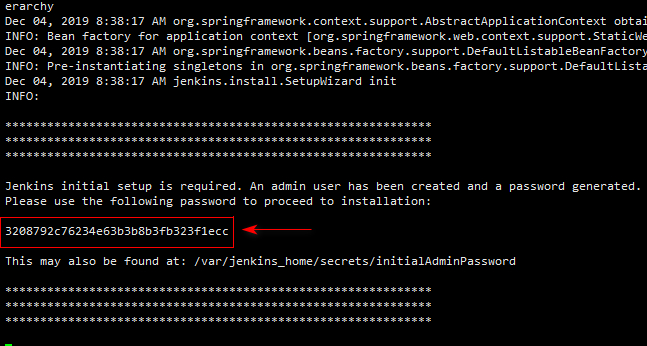 erarchy
Dec 04, 2019 8:38:17 AM org.springframework.context.support.AbstractApplicationContext obtai
INFO: Bean factory for application context [org.springframework.web.context.support.StaticWe
Dec 04, 2019 8:38:17 AM org.springframework.beans.factory.support.DefaultListableBeanFactory
INFO: Pre-instantiating singletons in org.springframework.beans.factory.support.DefaultLista
Dec 04, 2019 8:38:17 AM jenkins.install.SetupWizard init
INFO:
*************************************************************
*************************************************************
*************************************************************
Jenkins initial setup is required. An admin user has been created and a password generated.
Please use the following password to proceed to installation:
3208792c76234e63b3b8b3fb323f1ecc
This may also be found at: /var/jenkins_home/secrets/initialAdminPassword
*************************************************************
*************************************************************
*************************************************************